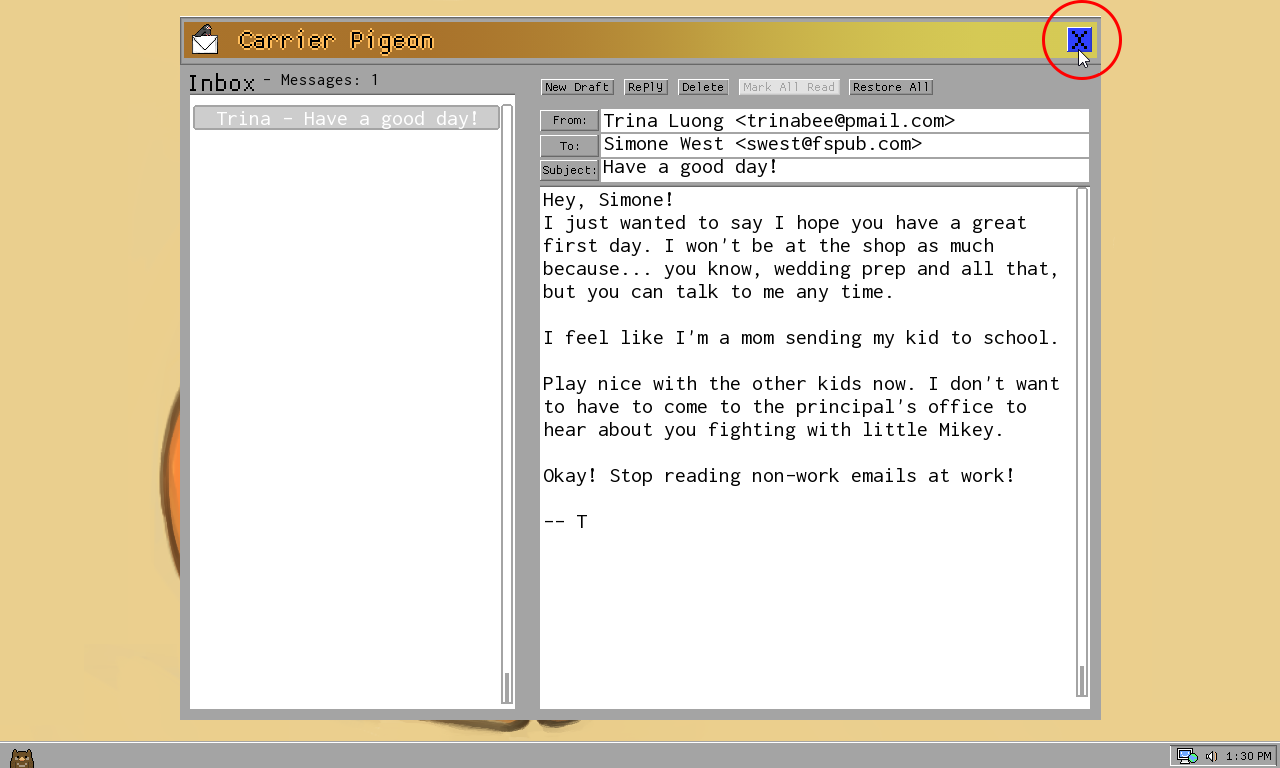 Carrier Pigeon
X
Inbox - Messages: 1
Trina - Have a good day!
New Draft RePly Delete Mark All Read Restore All
From: Trina Luong <trinabee@pmail.com>
To: Simone West <swest@fspub.com>
Subject: Have a good day!
Hey, Simone!
I just wanted to say I hope you have a great
first day. I won't be at the shop as much
because... you know, wedding prep and all that,
but you can talk to me any time.
I feel like I'm a mom sending my kid to school.
Play nice with the other kids now. I don't want
to have to come to the principal's office to
hear about you fighting with little Mikey.
Okay! Stop reading non-work emails at work!
-- T
1:30 PM